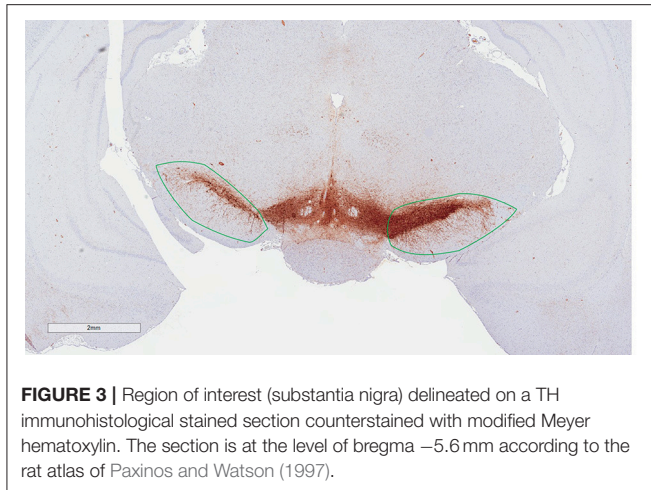 2mm
FIGURE 3 | Region of interest (substantia nigra) delineated on a TH
immunohistological stained section counterstained with modified Meyer
hematoxylin. The section is at the level of bregma −5.6 mm according to the
rat atlas of Paxinos and Watson (1997).